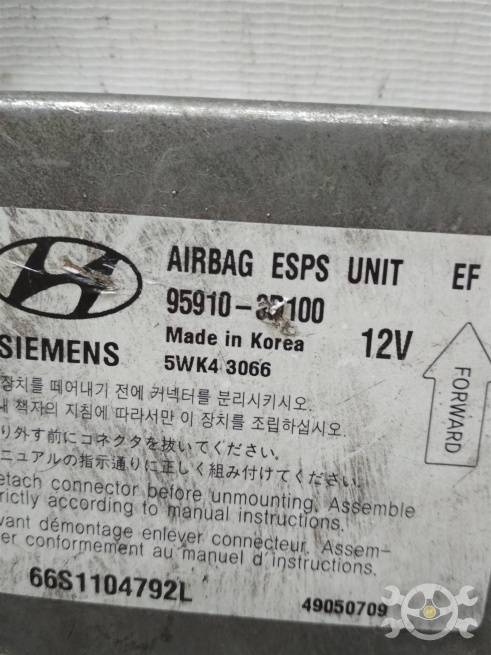 AIRBAG ESPS UNIT EF
95910-3D100
Made in Korea 12V
SIEMENS 5WK4 3066
FORWARD
장치를 떼어내기 전에 커넥터를 분리시키시오.
책자의 지침에 따라서만 이 장치를 조립하십시오.
り外す前にコネクタを抜いてください。
ニュアルの指示通りに正しく組み付けてください。
etach connector before unmounting. Assemble
rictly according to manual instructions.
vant démontage enlever connecteur. Assem-
er conformement au manuel d'instructions.
66S1104792L
49050709